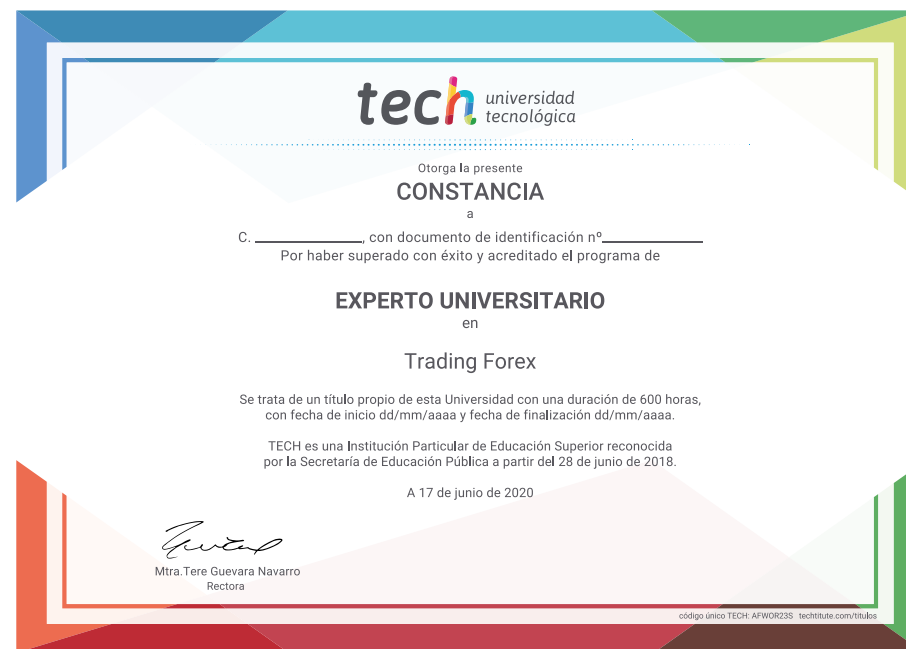 tech universidad
tecnológica
Otorga la presente
CONSTANCIA
a
C. ____________, con documento de identificación nº____________
Por haber superado con éxito y acreditado el programa de
EXPERTO UNIVERSITARIO
en
Trading Forex
Se trata de un título propio de esta Universidad con una duración de 600 horas,
con fecha de inicio dd/mm/aaaa y fecha de finalización dd/mm/aaaa.
TECH es una Institución Particular de Educación Superior reconocida
por la Secretaría de Educación Pública a partir del 28 de junio de 2018.
A 17 de junio de 2020
Mtra.Tere Guevara Navarro
Rectora
código único TECH: AFWOR23S techtitute.com/titulos